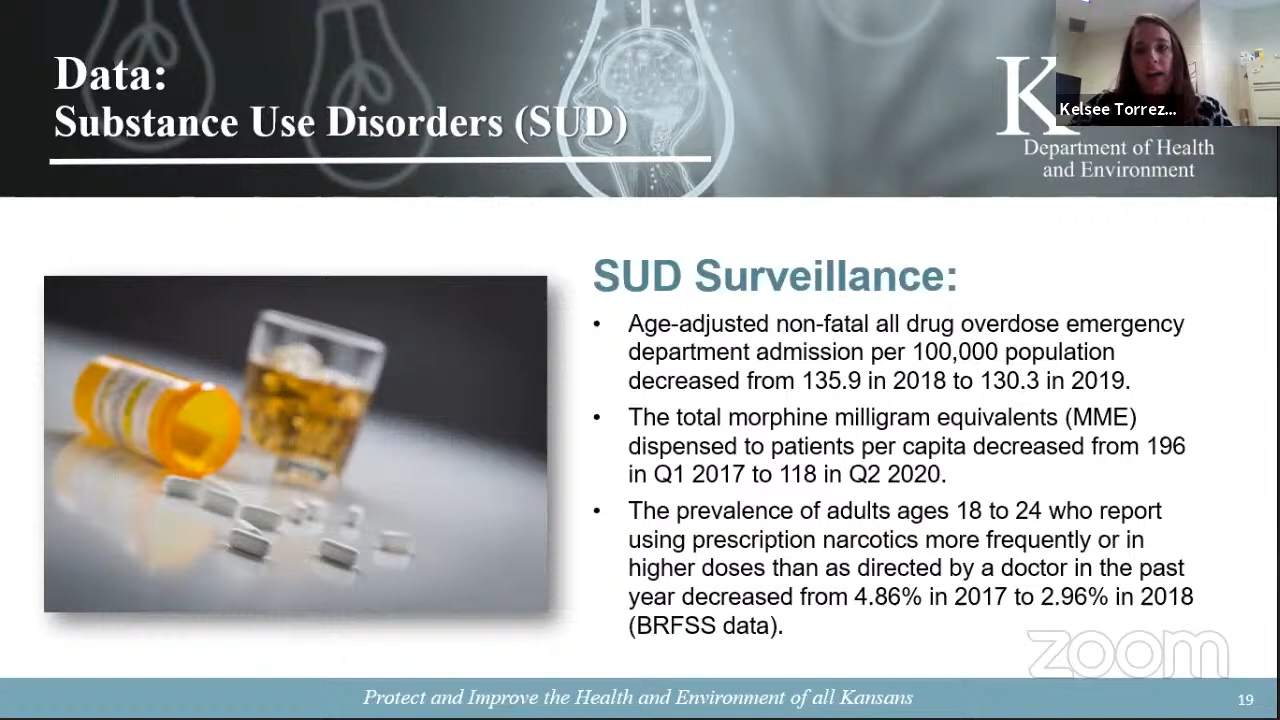 Data:
Substance Use Disorders (SUD)
K
Kelsee Torrez...
Department of Health
and Environment
SUD Surveillance:
• Age-adjusted non-fatal all drug overdose emergency
department admission per 100,000 population
decreased from 135.9 in 2018 to 130.3 in 2019.
• The total morphine milligram equivalents (MME)
dispensed to patients per capita decreased from 196
in Q1 2017 to 118 in Q2 2020.
• The prevalence of adults ages 18 to 24 who report
using prescription narcotics more frequently or in
higher doses than as directed by a doctor in the past
year decreased from 4.86% in 2017 to 2.96% in 2018
(BRFSS data).
zoom
Protect and Improve the Health and Environment of all Kansans
19